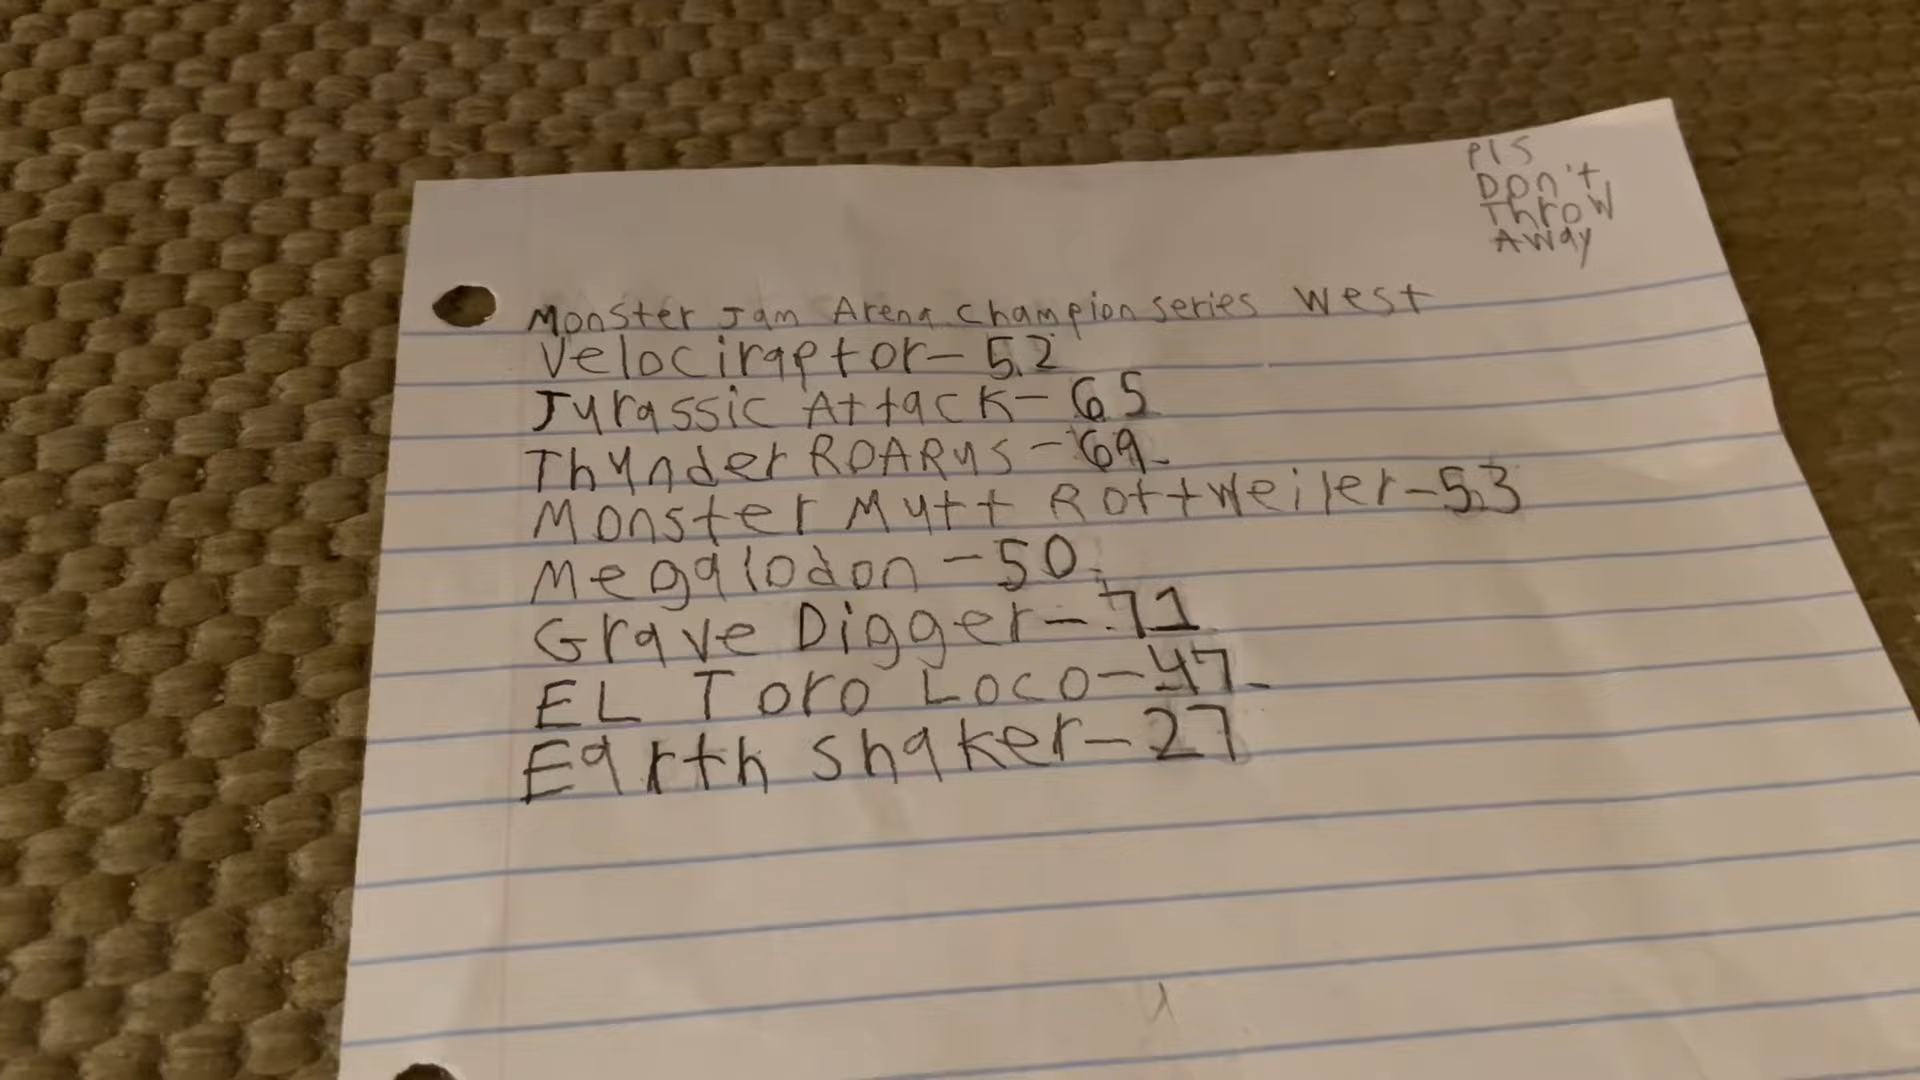 Pls
Don't
Throw
Away
Monster Jam Arena Champion series West
Velociraptor- 52
Jurassic Attack- 65
Thunder ROARUS - 69
Monster Mutt Rottweiler-53
Megalodon -50
Grave Digger-71
EL Toro Loco-47
Earth shaker-27